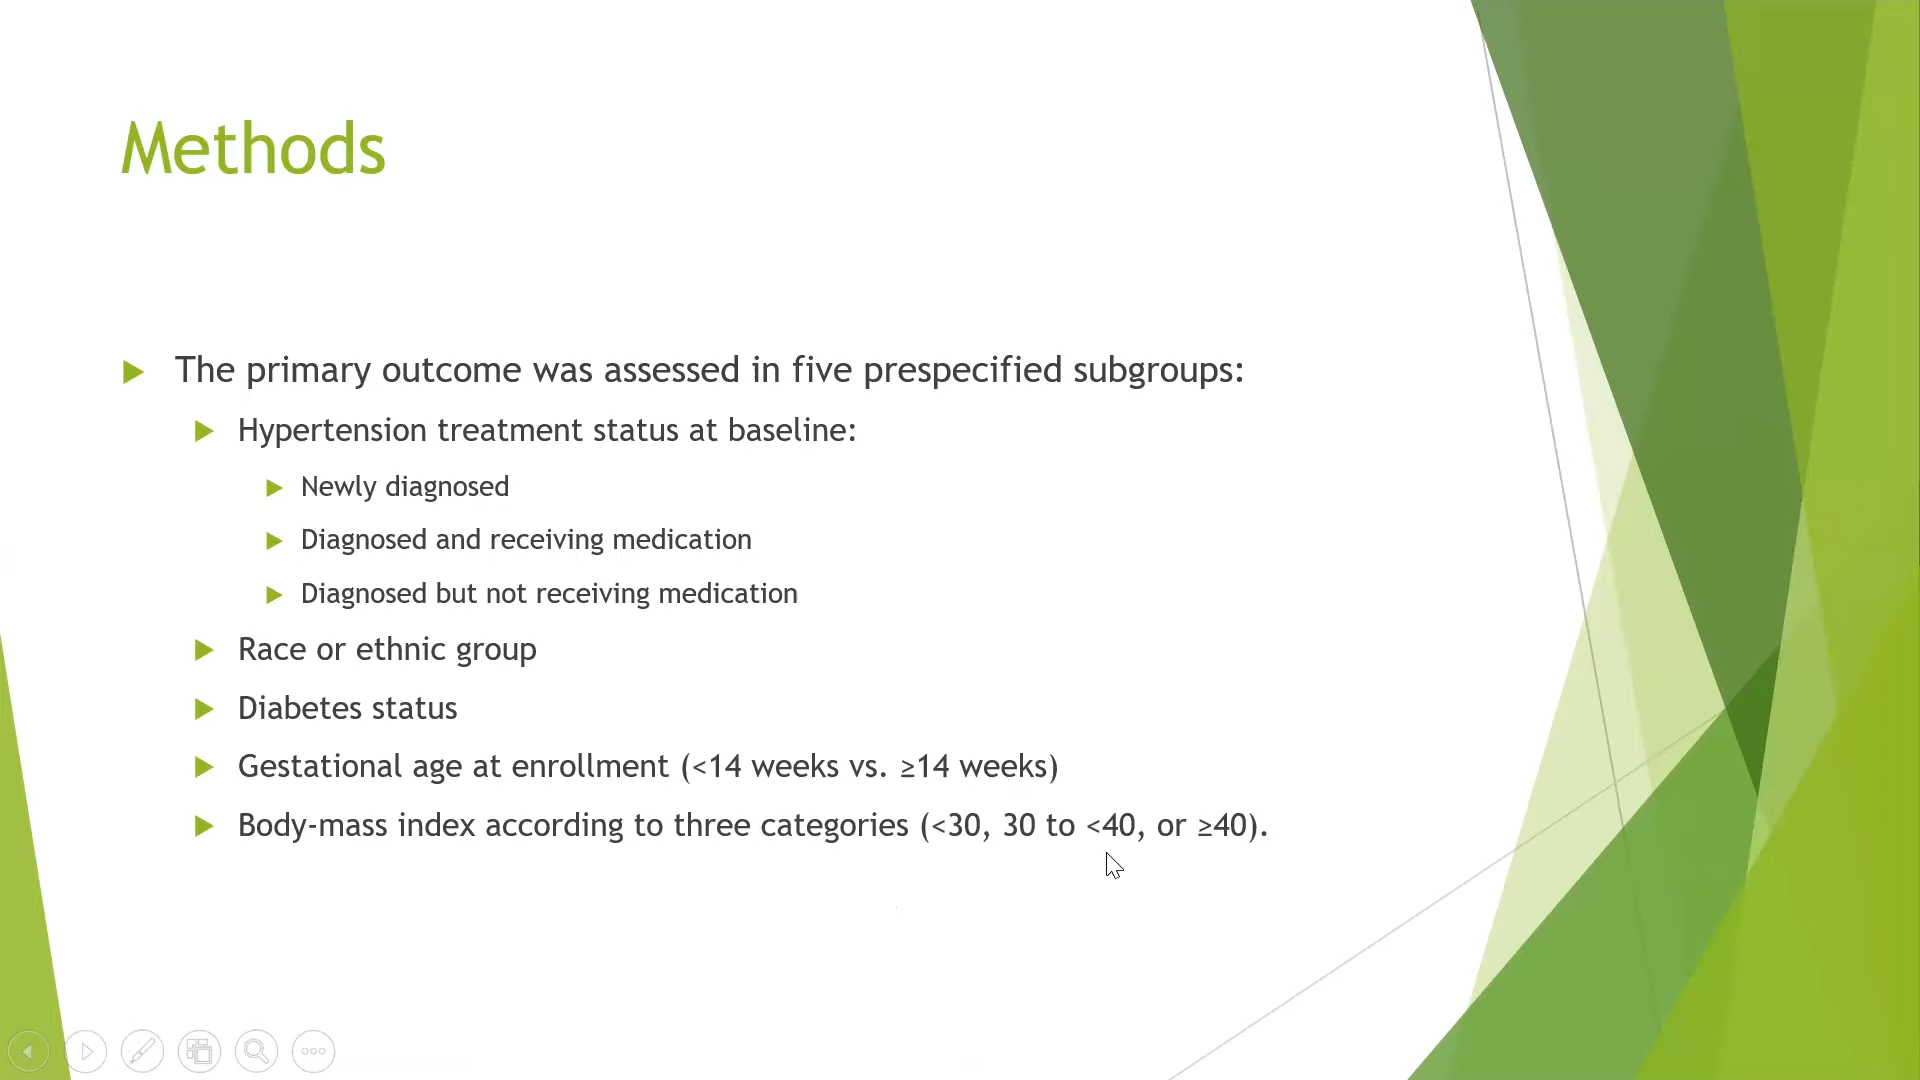 Methods
The primary outcome was assessed in five prespecified subgroups:
Hypertension treatment status at baseline:
Newly diagnosed
Diagnosed and receiving medication
Diagnosed but not receiving medication
Race or ethnic group
Diabetes status
Gestational age at enrollment (<14 weeks vs. ≥14 weeks)
Body-mass index according to three categories (<30, 30 to <40, or ≥40).